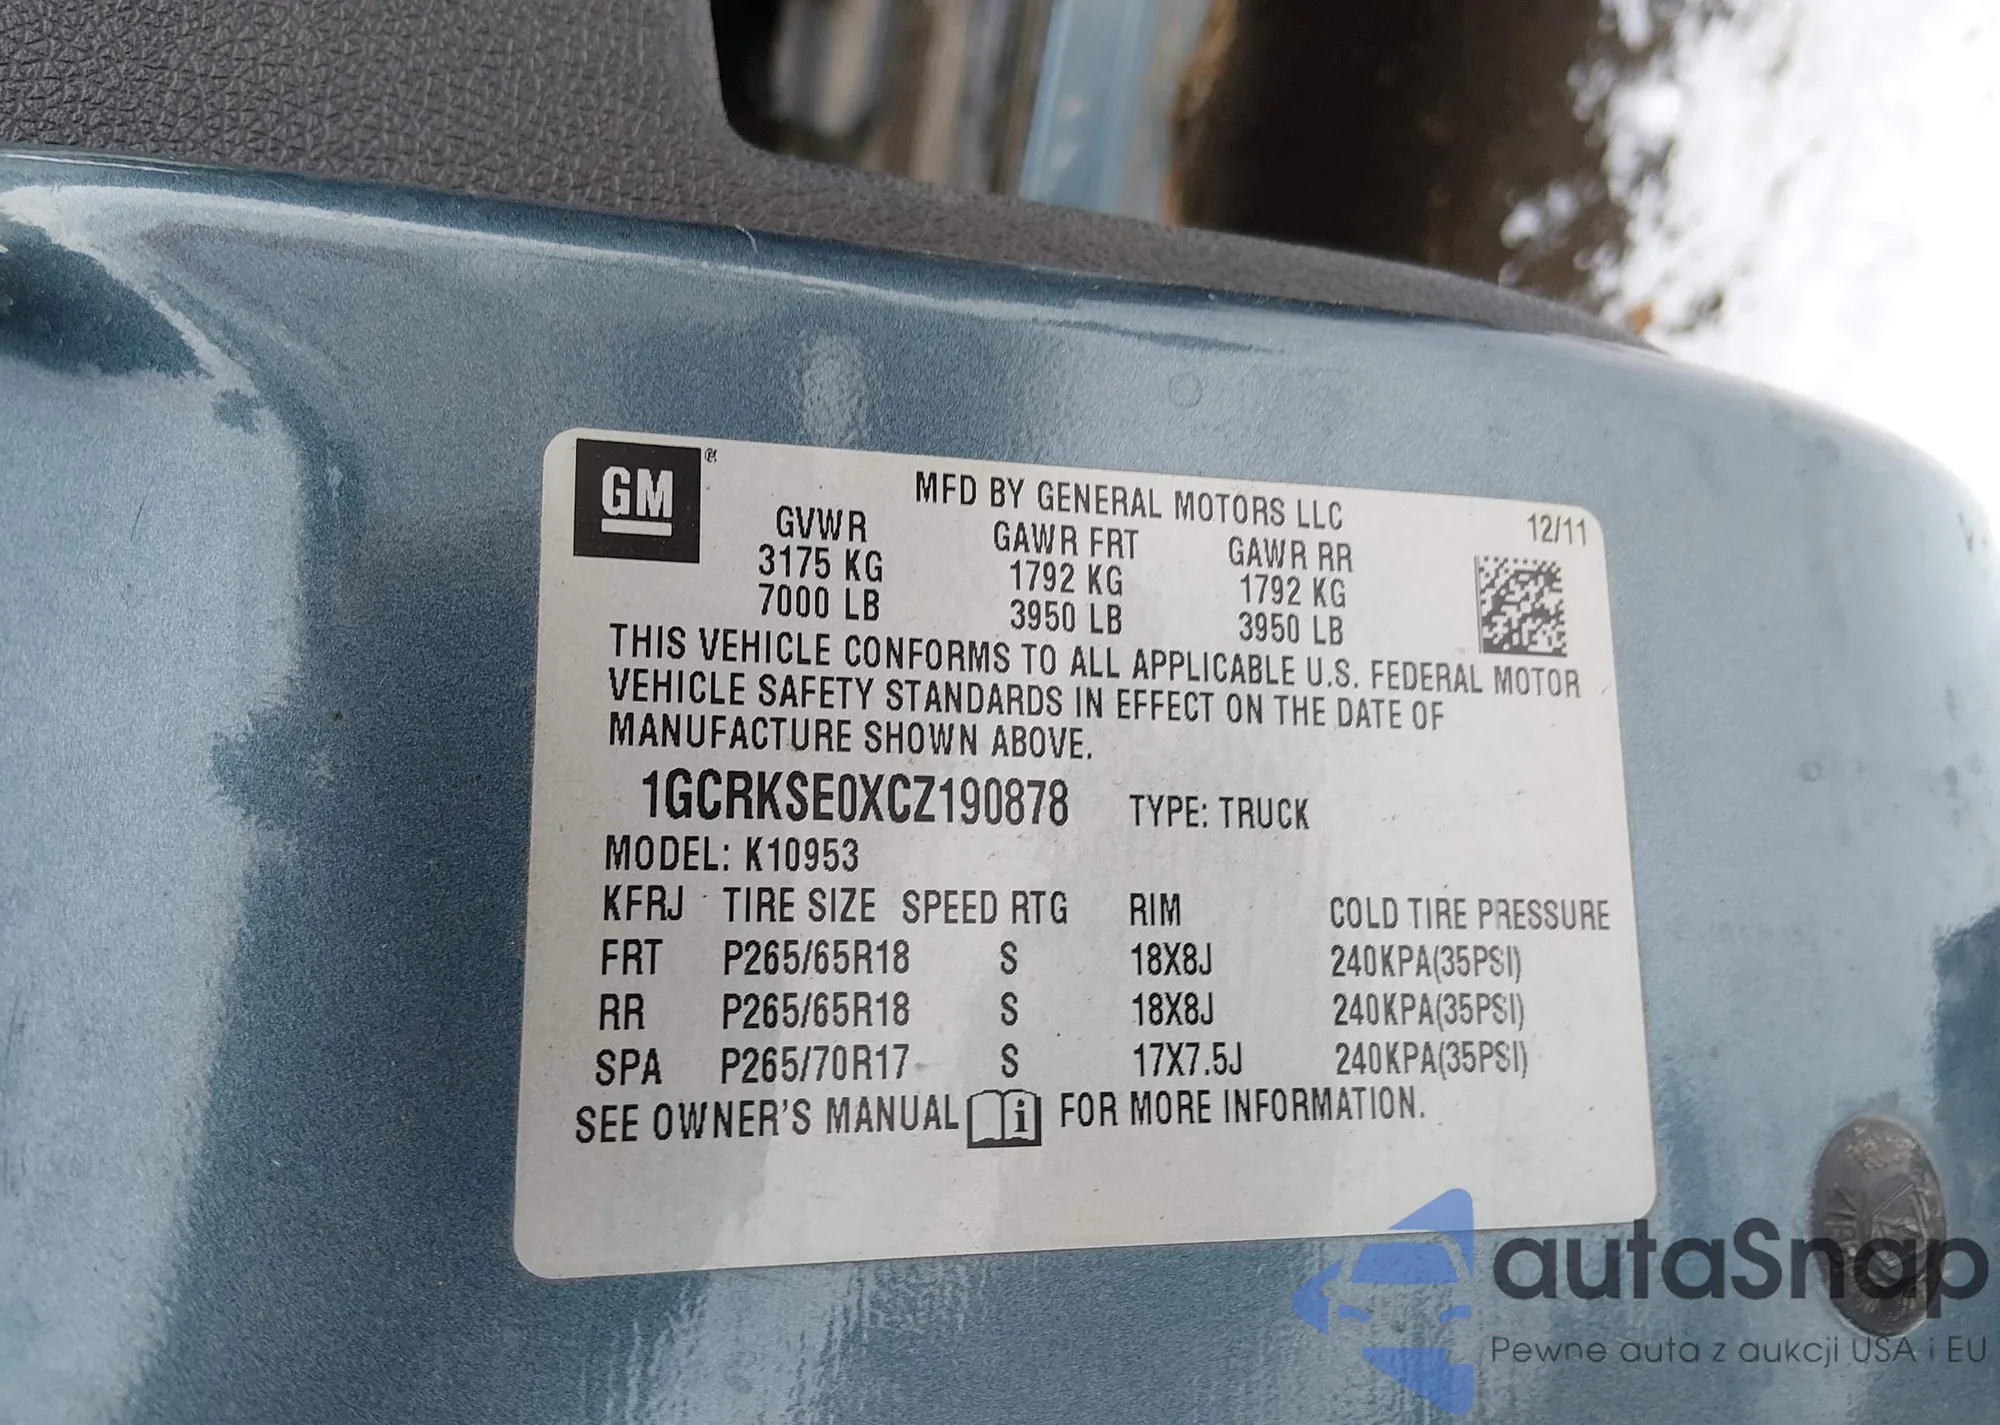 GM
MFD BY GENERAL MOTORS LLC
12/11
GVWR GAWR FRT GAWR RR
3175 KG 1792 KG 1792 KG
7000 LB 3950 LB 3950 LB
THIS VEHICLE CONFORMS TO ALL APPLICABLE U.S. FEDERAL MOTOR
VEHICLE SAFETY STANDARDS IN EFFECT ON THE DATE OF
MANUFACTURE SHOWN ABOVE.
1GCRKSE0XCZ190878 TYPE: TRUCK
MODEL: K10953
KFRJ TIRE SIZE SPEED RTG RIM COLD TIRE PRESSURE
FRT P265/65R18 S 18X8J 240KPA(35PSI)
RR P265/65R18 S 18X8J 240KPA(35PSI)
SPA P265/70R17 S 17X7.5J 240KPA(35PSI)
SEE OWNER'S MANUAL i FOR MORE INFORMATION.
autaSnap
Pewne auta z aukcji USA i EU